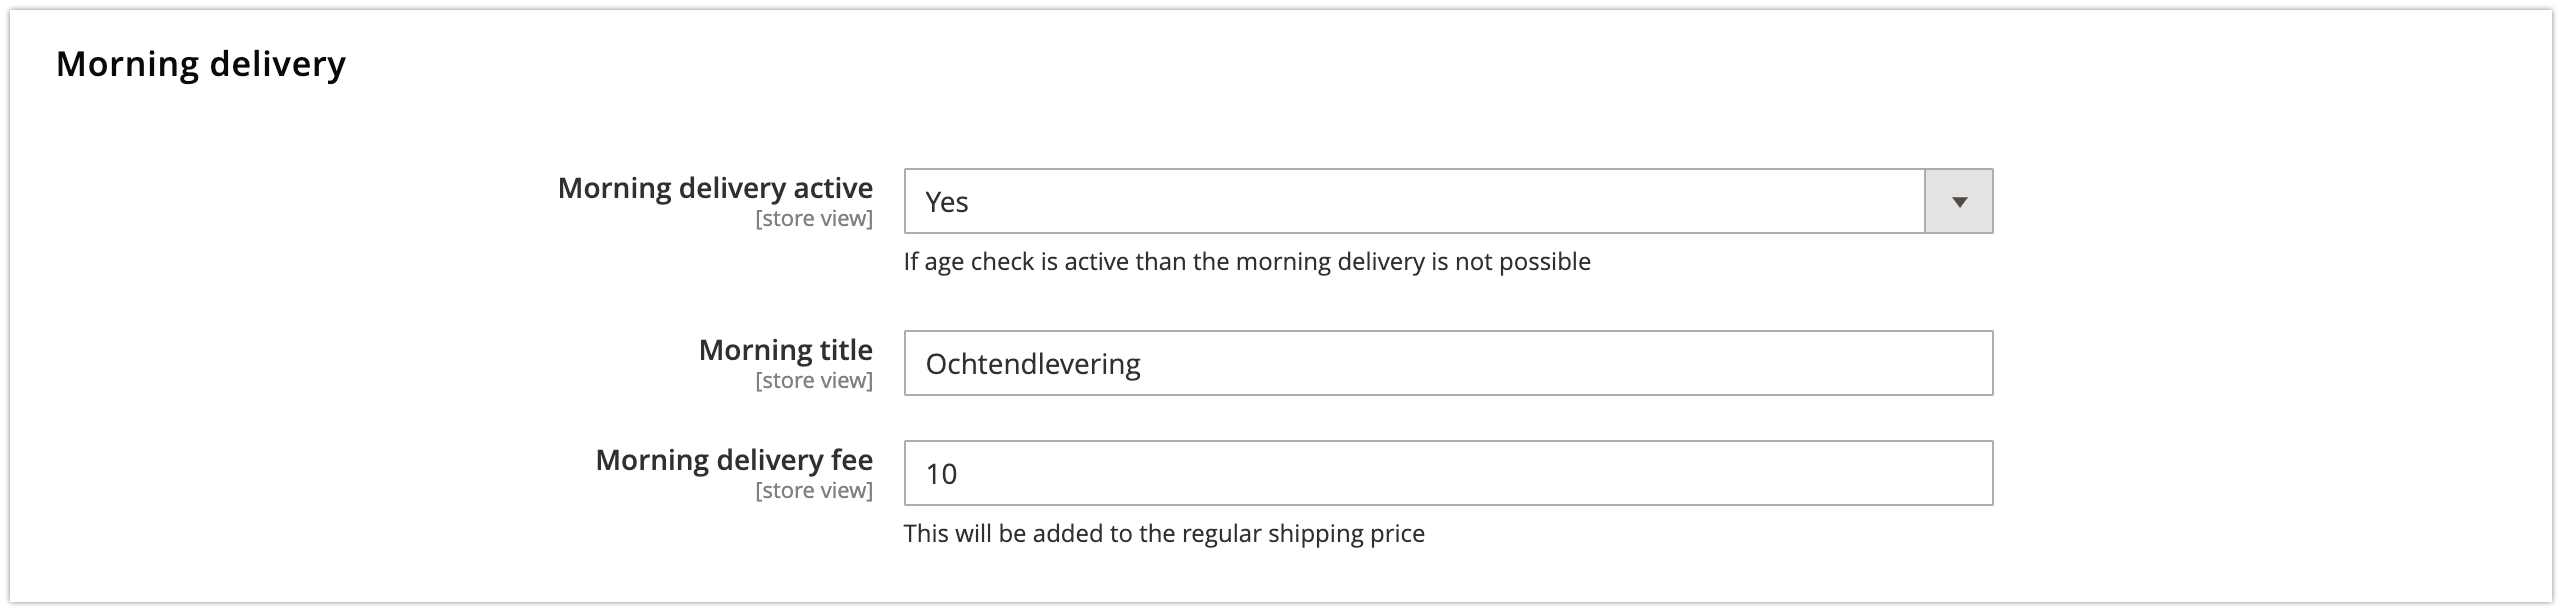 Morning delivery
Morning delivery active
[store view]
Yes
If age check is active than the morning delivery is not possible
Morning title
[store view]
Ochtendlevering
Morning delivery fee
[store view]
10
This will be added to the regular shipping price